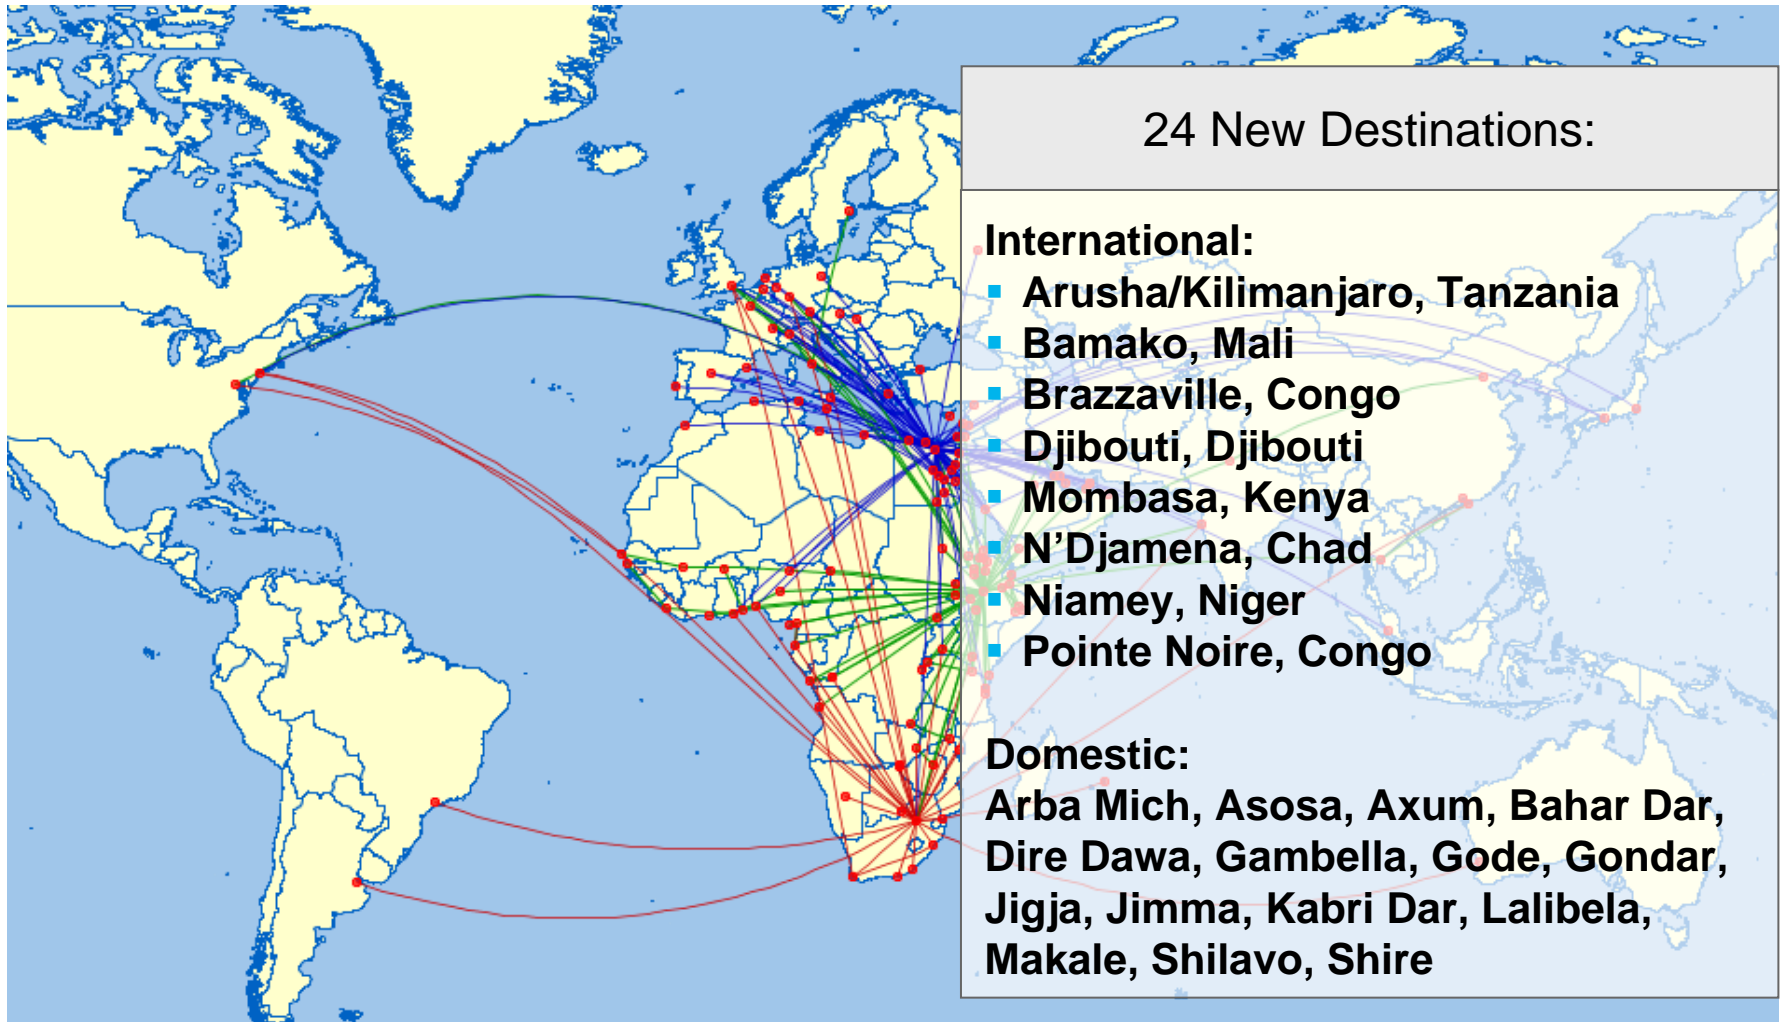 24 New Destinations:
International:
▪ Arusha/Kilimanjaro, Tanzania
▪ Bamako, Mali
▪ Brazzaville, Congo
▪ Djibouti, Djibouti
▪ Mombasa, Kenya
▪ N’Djamena, Chad
▪ Niamey, Niger
▪ Pointe Noire, Congo
Domestic:
Arba Mich, Asosa, Axum, Bahar Dar,
Dire Dawa, Gambella, Gode, Gondar,
Jigja, Jimma, Kabri Dar, Lalibela,
Makale, Shilavo, Shire